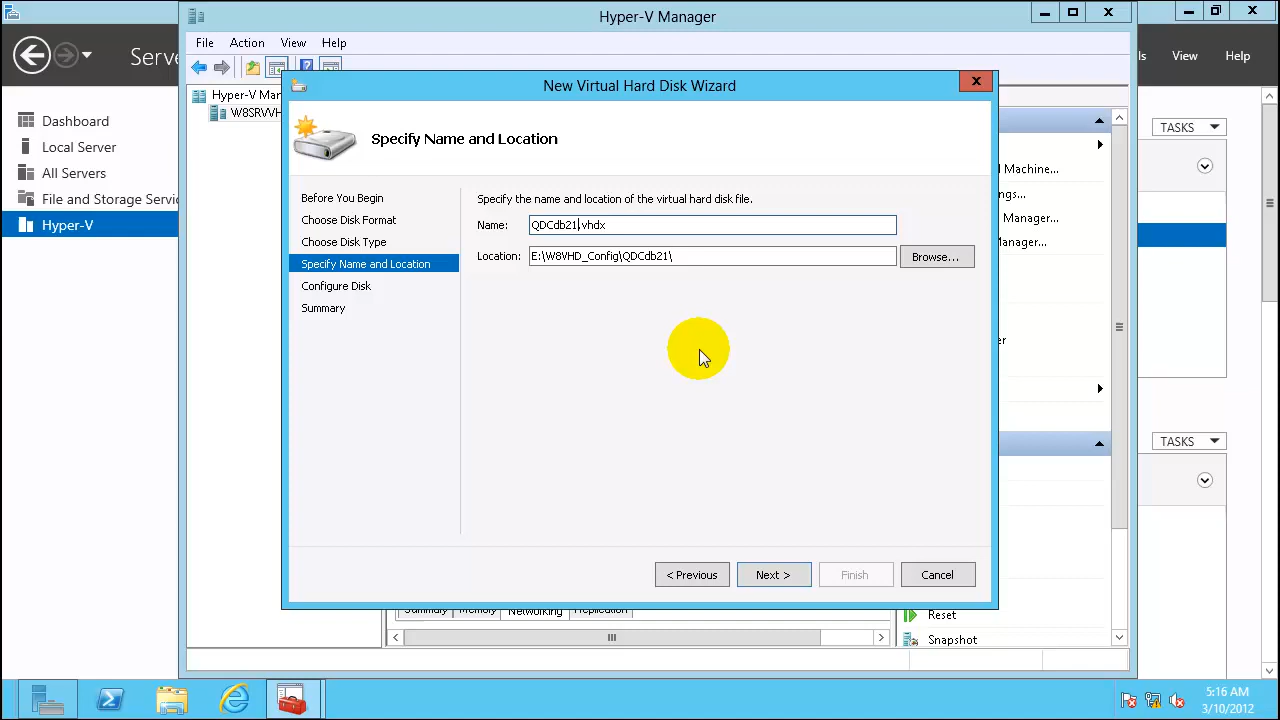 Hyper-V Manager
Serve
ls View Help
File Action View Help
Hyper-V Mar
W8SRVVH
New Virtual Hard Disk Wizard
Specify Name and Location
Before You Begin
Choose Disk Format
Choose Disk Type
Specify Name and Location
Configure Disk
Summary
Specify the name and location of the virtual hard disk file.
Name: QDCdb21.vhdx
Location: E:\W8VHD_Config\QDCdb21\ Browse...
< Previous Next > Finish Cancel
Dashboard
Local Server
All Servers
File and Storage Servic
Hyper-V
l Machine...
ngs...
Manager...
anager...
er
TASKS
TASKS
Summary Memory Networking Replication
Reset
Snapshot
5:16 AM
3/10/2012